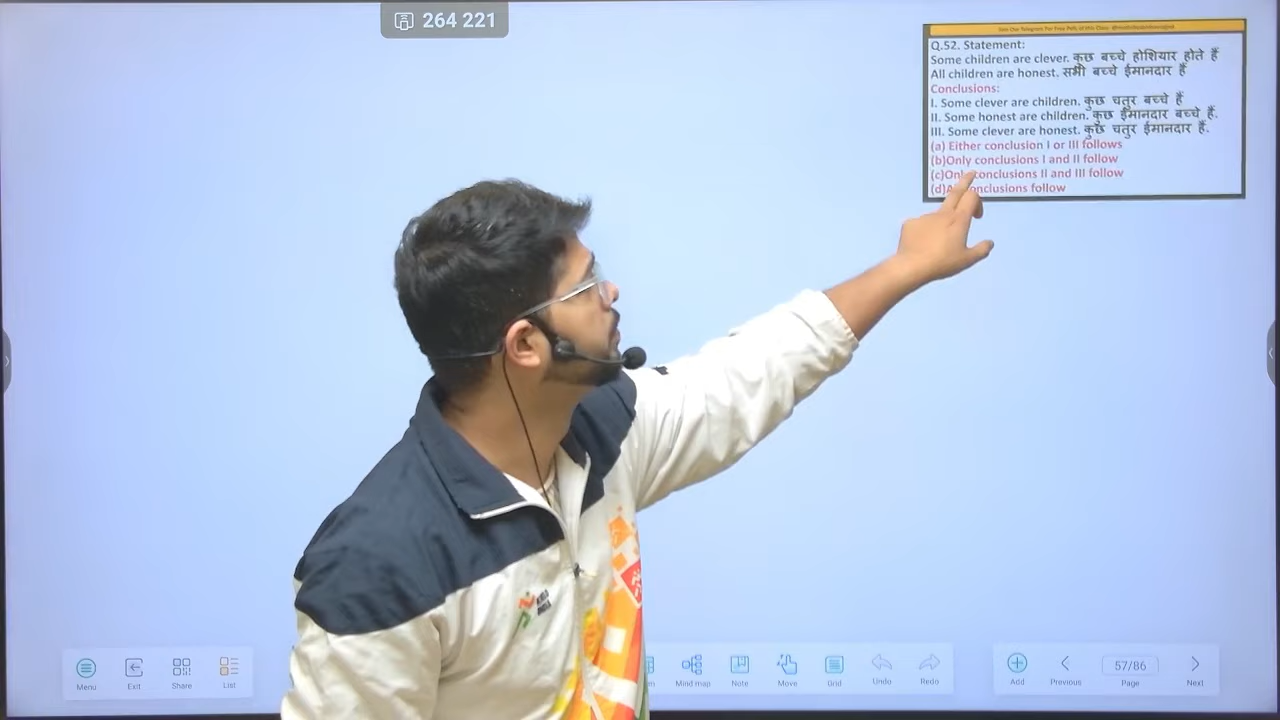 264 221
Q.52. Statement:
Some children are clever. कुछ बच्चे होशियार होते हैं
All children are honest. सभी बच्चे ईमानदार हैं
Conclusions:
I. Some clever are children. कुछ चतुर बच्चे हैं
II. Some honest are children. कुछ ईमानदार बच्चे हैं.
III. Some clever are honest. कुछ चतुर ईमानदार हैं.
(a) Either conclusion I or III follows
(b)Only conclusions I and II follow
(c)Only conclusions II and III follow
(d) conclusions follow
Menu
Exit
Share
List
Mind map
Note
Move
Grid
Undo
Redo
Add
Previous
57/86
Page
Next